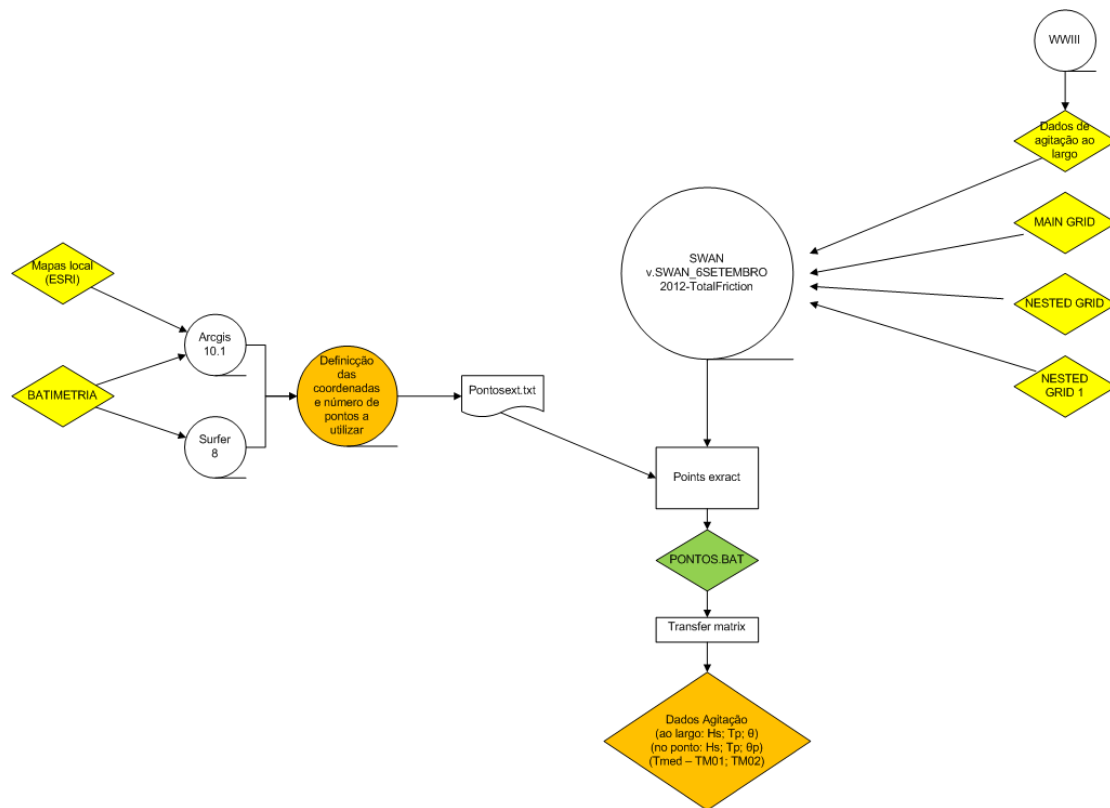 WWIII
Dados de
agitação ao
largo
MAIN GRID
NESTED GRID
NESTED
GRID 1
SWAN
v.SWAN_6SETEMBRO
2012-TotalFriction
Mapas local
(ESRI)
BATIMETRIA
Arcgis
10.1
Surfer
8
Definicção
das
coordenadas
e número de
pontos a
utilizar
Pontosext.txt
Points exract
PONTOS.BAT
Transfer matrix
Dados Agitação
(ao largo: Hs; Tp; θ)
(no ponto: Hs; Tp; θp)
(Tmed – TM01; TM02)